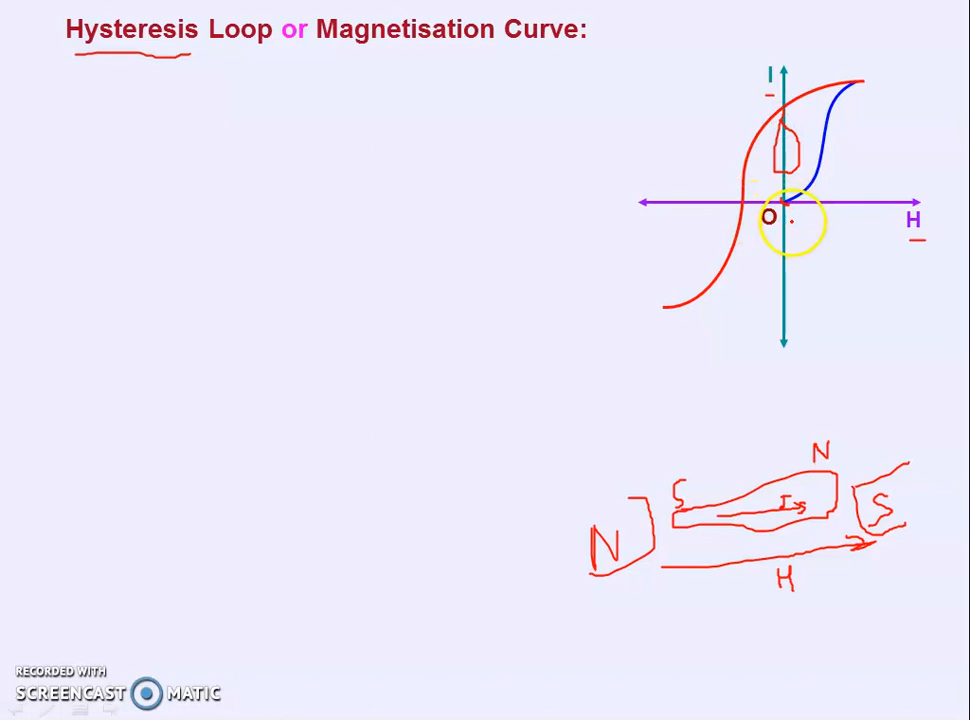 Hysteresis Loop or Magnetisation Curve:
I
O
H
N
S
S
I
N
H
RECORDED WITH
SCREENCAST MATIC